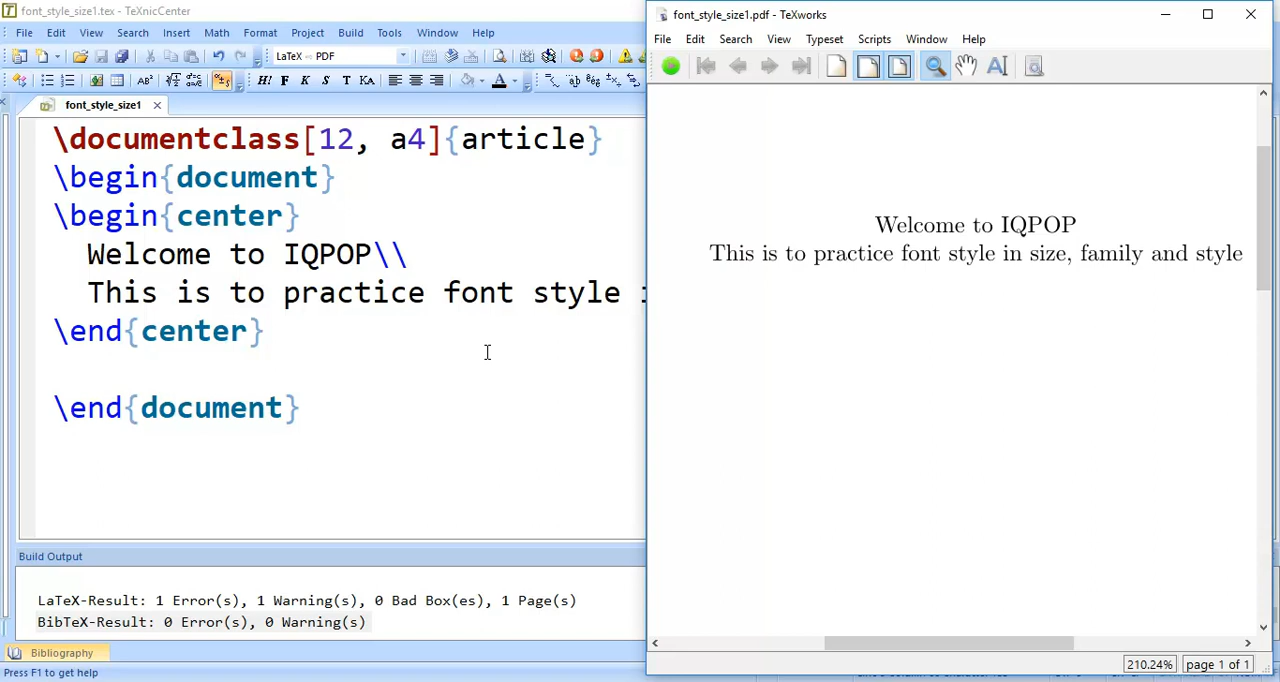 font_style_size1.tex - TeXnicCenter
File Edit View Search Insert Math Format Project Build Tools Window Help
LaTeX → PDF
H! F K S T KA
font_style_size1
\documentclass[12, a4]{article}
\begin{document}
\begin{center}
Welcome to IQPOP\\
This is to practice font style
\end{center}
\end{document}
Build Output
LaTeX-Result: 1 Error(s), 1 Warning(s), 0 Bad Box(es), 1 Page(s)
BibTeX-Result: 0 Error(s), 0 Warning(s)
Bibliography
Press F1 to get help
font_style_size1.pdf - TeXworks
File Edit Search View Typeset Scripts Window Help
Welcome to IQPOP
This is to practice font style in size, family and style
210.24% page 1 of 1